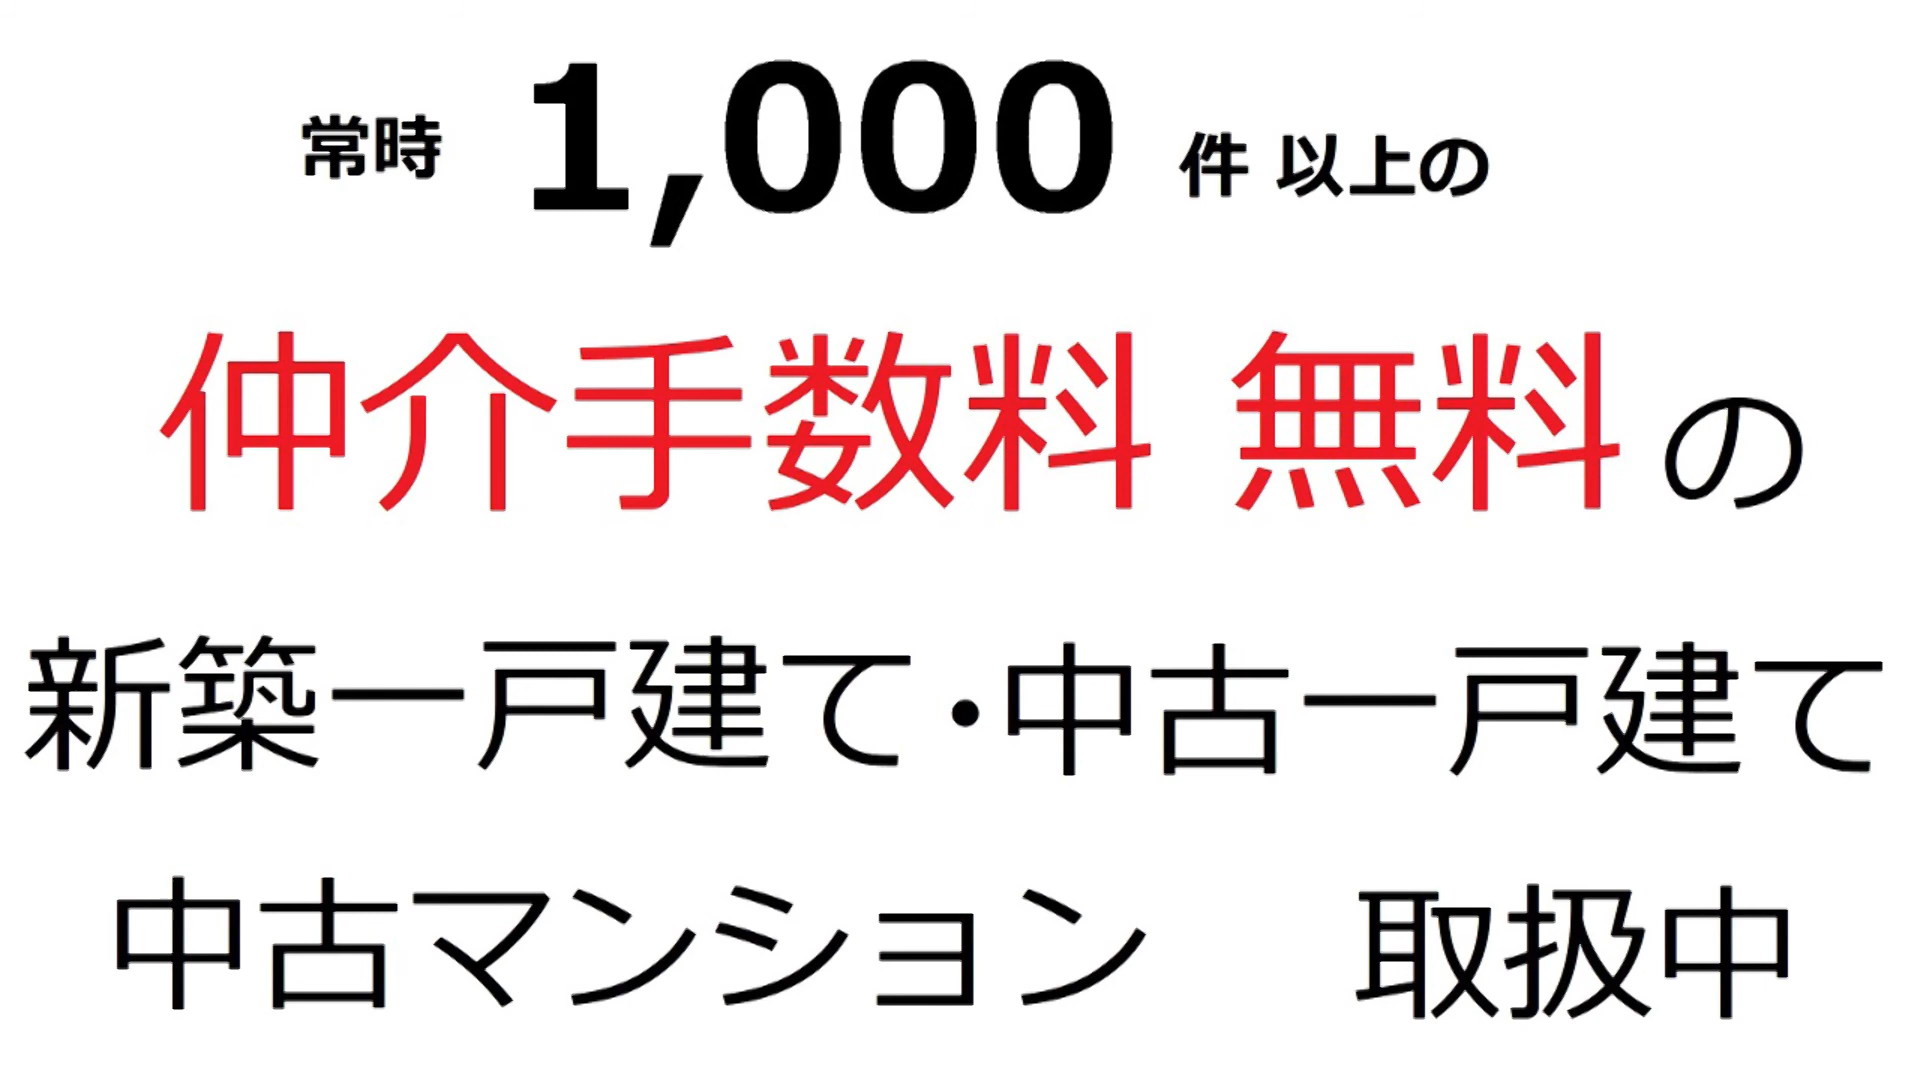 常時 1,000 件 以上の
仲介手数料 無料 の
新築一戸建て・中古一戸建て
中古マンション 取扱中